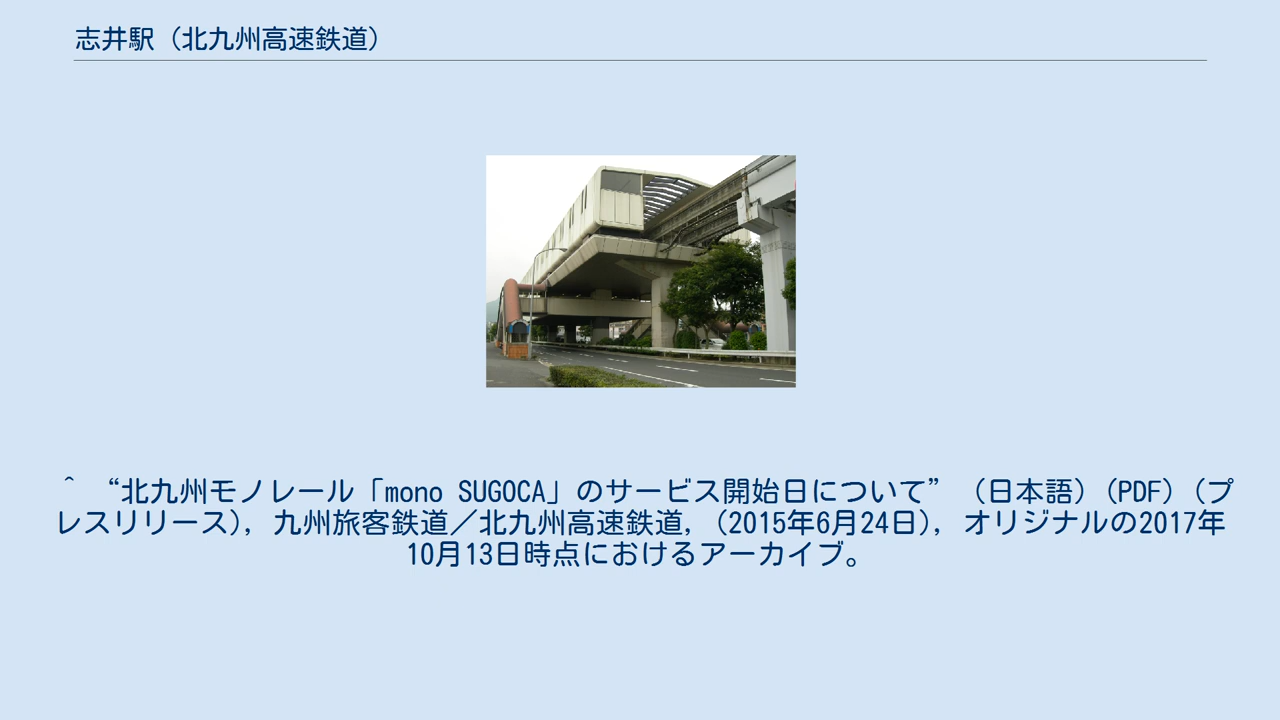 志井駅（北九州高速鉄道）
^ “北九州モノレール「mono SUGOCA」のサービス開始日について” （日本語）(PDF)（プ
レスリリース), 九州旅客鉄道／北九州高速鉄道, (2015年6月24日), オリジナルの2017年
10月13日時点におけるアーカイブ。